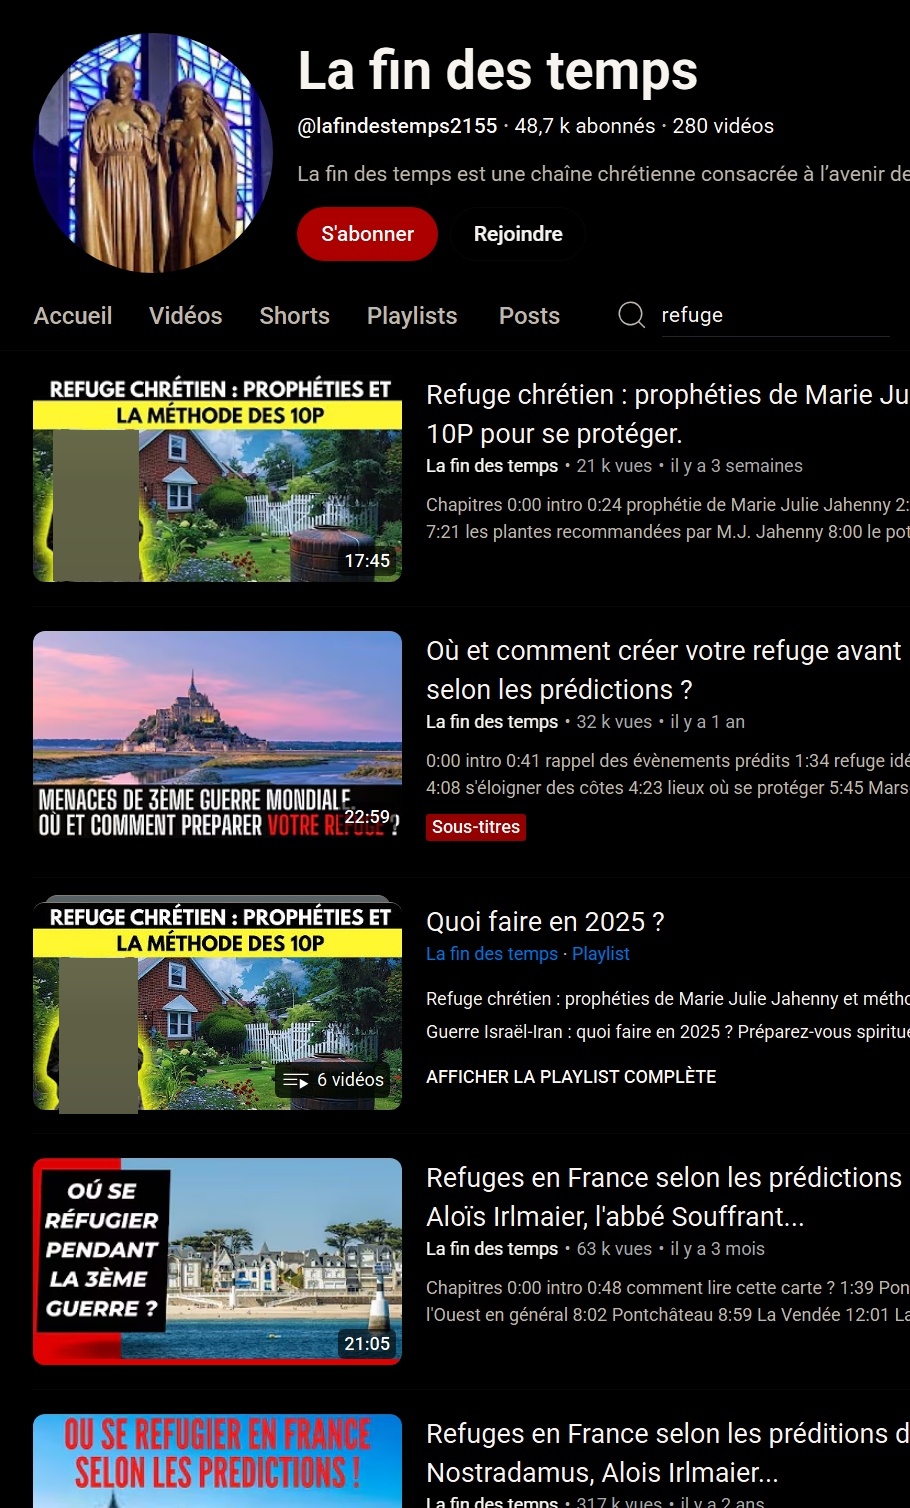 La fin des temps
@lafindestemps2155 · 48,7 k abonnés · 280 vidéos
La fin des temps est une chaîne chrétienne consacrée à l’avenir de
S'abonner
Rejoindre
Accueil Vidéos Shorts Playlists Posts refuge
REFUGE CHRÉTIEN : PROPHÉTIES ET
LA MÉTHODE DES 10P
17:45
Refuge chrétien : prophéties de Marie Ju
10P pour se protéger.
La fin des temps • 21 k vues • il y a 3 semaines
Chapitres 0:00 intro 0:24 prophétie de Marie Julie Jahenny 2:
7:21 les plantes recommandées par M.J. Jahenny 8:00 le pot
MENACES DE 3ÈME GUERRE MONDIALE.
OÙ ET COMMENT PREPARER VOTRE REFUGE ?
22:59
Où et comment créer votre refuge avant
selon les prédictions ?
La fin des temps • 32 k vues • il y a 1 an
0:00 intro 0:41 rappel des évènements prédits 1:34 refuge idé
4:08 s'éloigner des côtes 4:23 lieux où se protéger 5:45 Mars
Sous-titres
REFUGE CHRÉTIEN : PROPHÉTIES ET
LA MÉTHODE DES 10P
6 vidéos
Quoi faire en 2025 ?
La fin des temps · Playlist
Refuge chrétien : prophéties de Marie Julie Jahenny et métho
Guerre Israël-Iran : quoi faire en 2025 ? Préparez-vous spiritue
AFFICHER LA PLAYLIST COMPLÈTE
OÚ SE
RÉFUGIER
PENDANT
LA 3ÈME
GUERRE ?
21:05
Refuges en France selon les prédictions
Aloïs Irlmaier, l'abbé Souffrant...
La fin des temps • 63 k vues • il y a 3 mois
Chapitres 0:00 intro 0:48 comment lire cette carte ? 1:39 Pon
l'Ouest en général 8:02 Pontchâteau 8:59 La Vendée 12:01 La
OU SE REFUGIER EN FRANCE
SELON LES PREDICTIONS !
Refuges en France selon les préditions d
Nostradamus, Alois Irlmaier...
La fin des temps • 317 k vues • il y a 2 ans